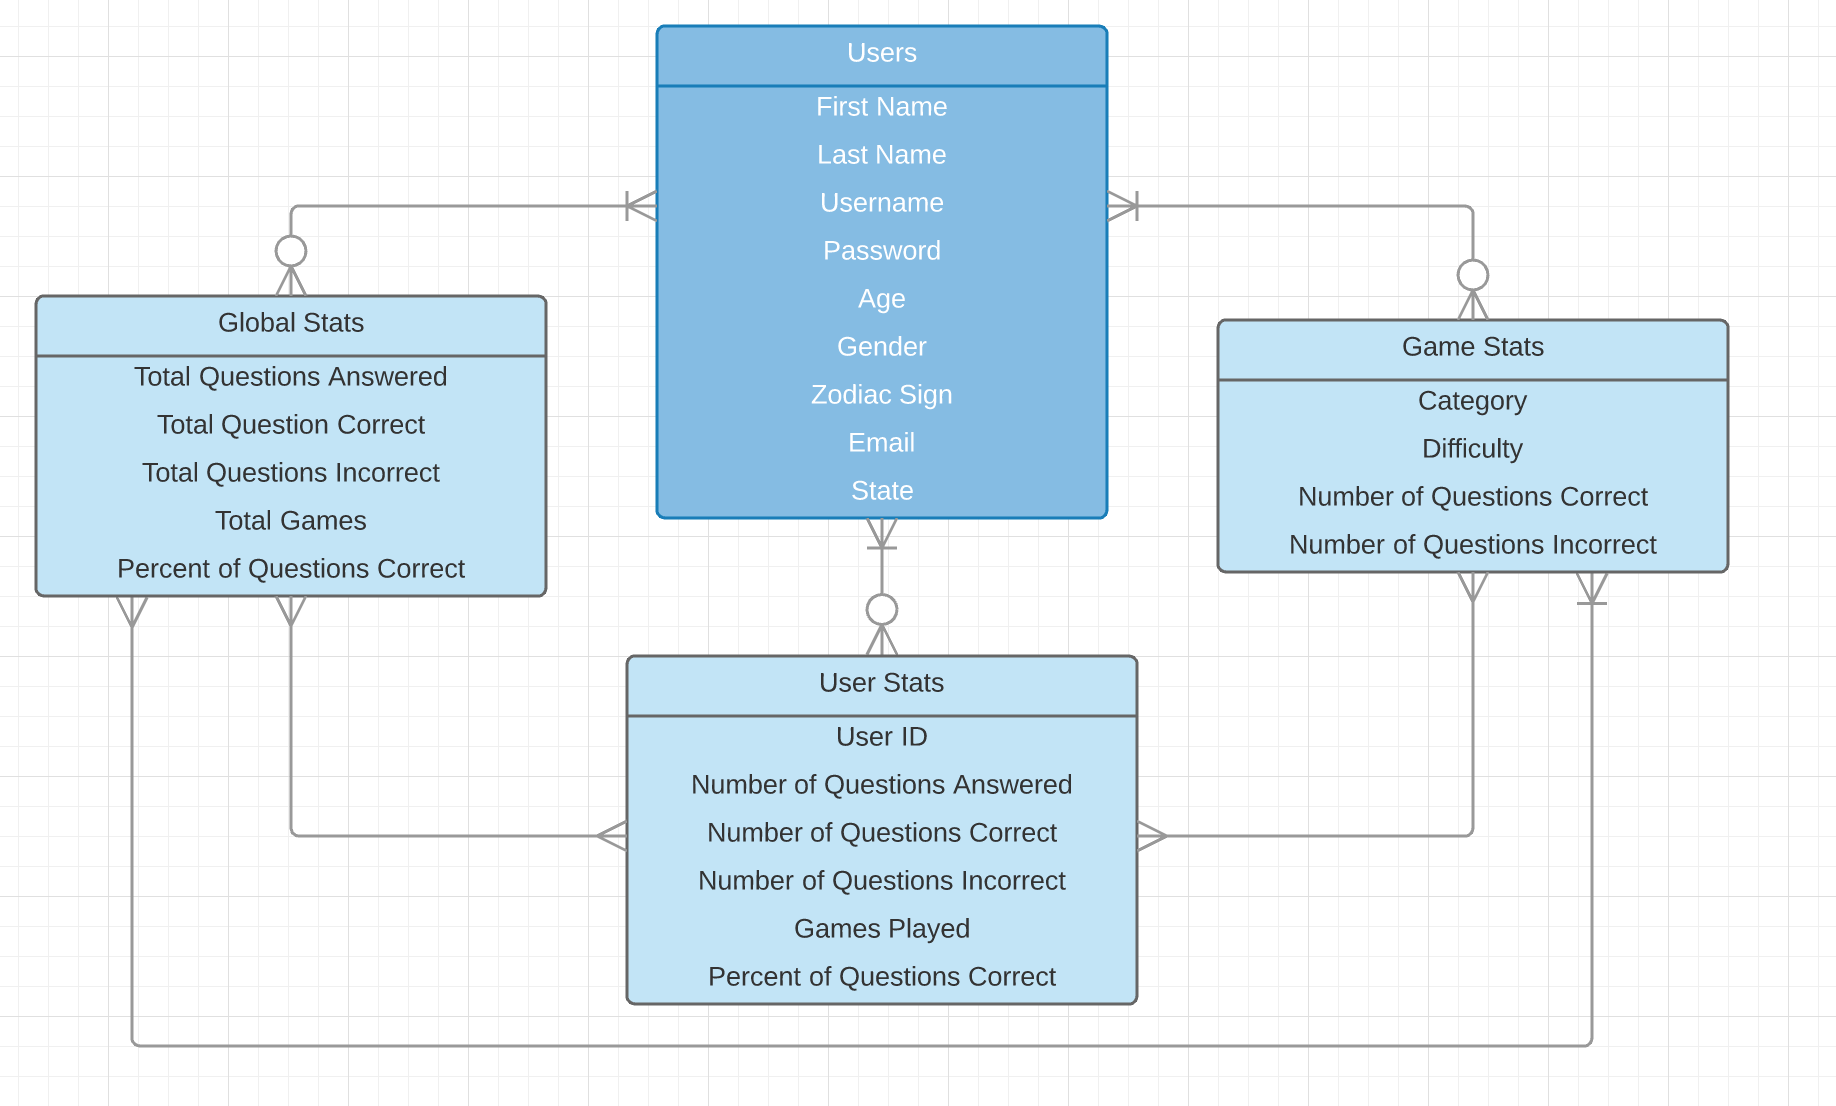 Users
First Name
Last Name
Username
Password
Age
Gender
Zodiac Sign
Email
State
Global Stats
Total Questions Answered
Total Question Correct
Total Questions Incorrect
Total Games
Percent of Questions Correct
Game Stats
Category
Difficulty
Number of Questions Correct
Number of Questions Incorrect
User Stats
User ID
Number of Questions Answered
Number of Questions Correct
Number of Questions Incorrect
Games Played
Percent of Questions Correct